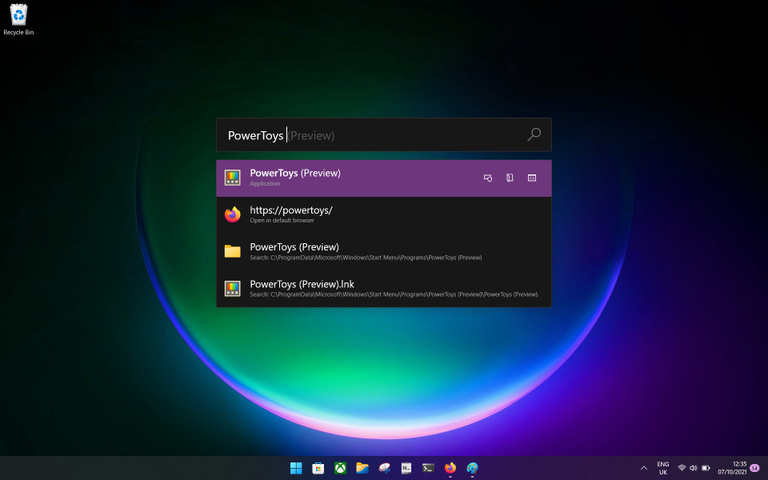 Recycle Bin
PowerToys (Preview)
PowerToys (Preview)
Application
https://powertoys/
Open in default browser
PowerToys (Preview)
Search: C:\ProgramData\Microsoft\Windows\Start Menu\Programs\PowerToys (Preview)
PowerToys (Preview).lnk
Search: C:\ProgramData\Microsoft\Windows\Start Menu\Programs\PowerToys (Preview)\PowerToys (Preview).
ENG
UK
12:35
07/10/2021